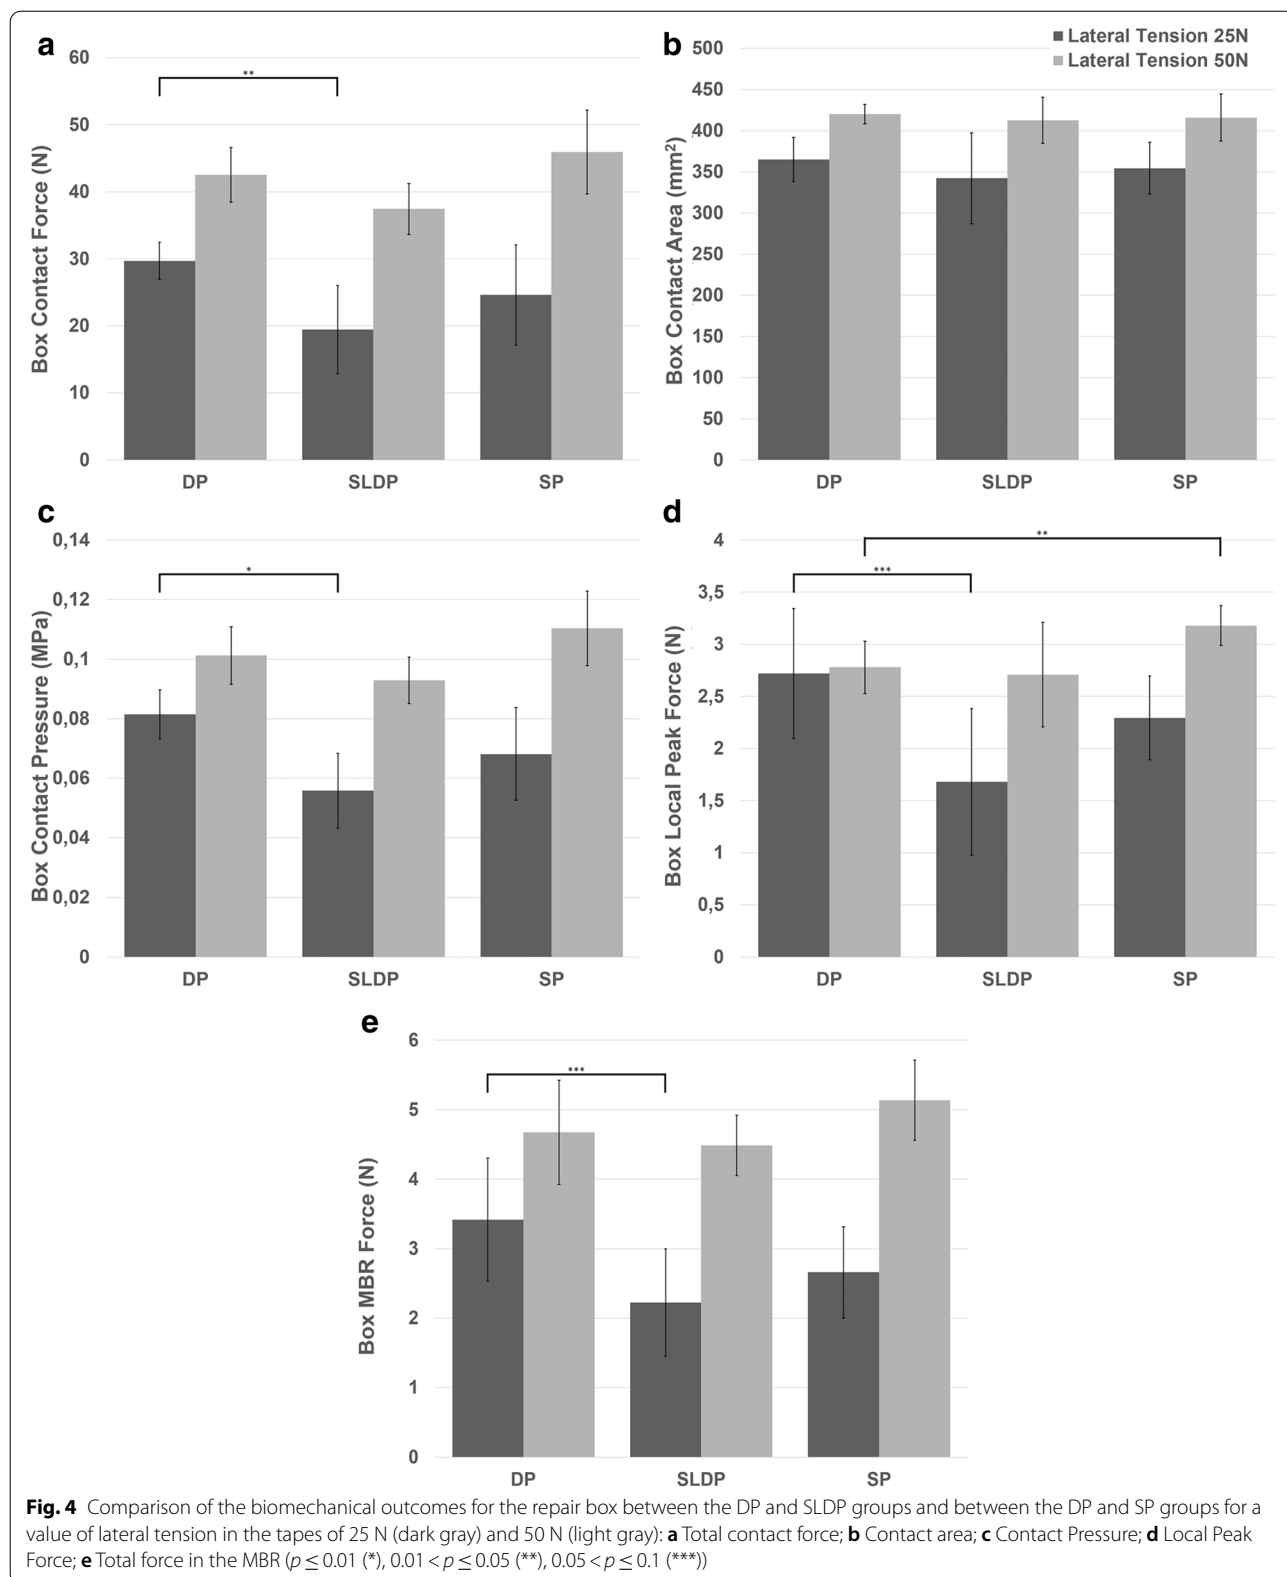 a
60
50
40
30
20
10
0
Box Contact Force (N)
**
DP SLDP SP
b
Lateral Tension 25N
Lateral Tension 50N
500
450
400
350
300
250
200
150
100
50
0
Box Contact Area (mm²)
DP SLDP SP
c
0,14
0,12
0,1
0,08
0,06
0,04
0,02
0
Box Contact Pressure (MPa)
*
DP SLDP SP
d
4
3,5
3
2,5
2
1,5
1
0,5
0
Box Local Peak Force (N)
**
***
DP SLDP SP
e
6
5
4
3
2
1
0
Box MBR Force (N)
***
DP SLDP SP
Fig. 4 Comparison of the biomechanical outcomes for the repair box between the DP and SLDP groups and between the DP and SP groups for a
value of lateral tension in the tapes of 25 N (dark gray) and 50 N (light gray): a Total contact force; b Contact area; c Contact Pressure; d Local Peak
Force; e Total force in the MBR (p ≤ 0.01 (*), 0.01 < p ≤ 0.05 (**), 0.05 < p ≤ 0.1 (***))